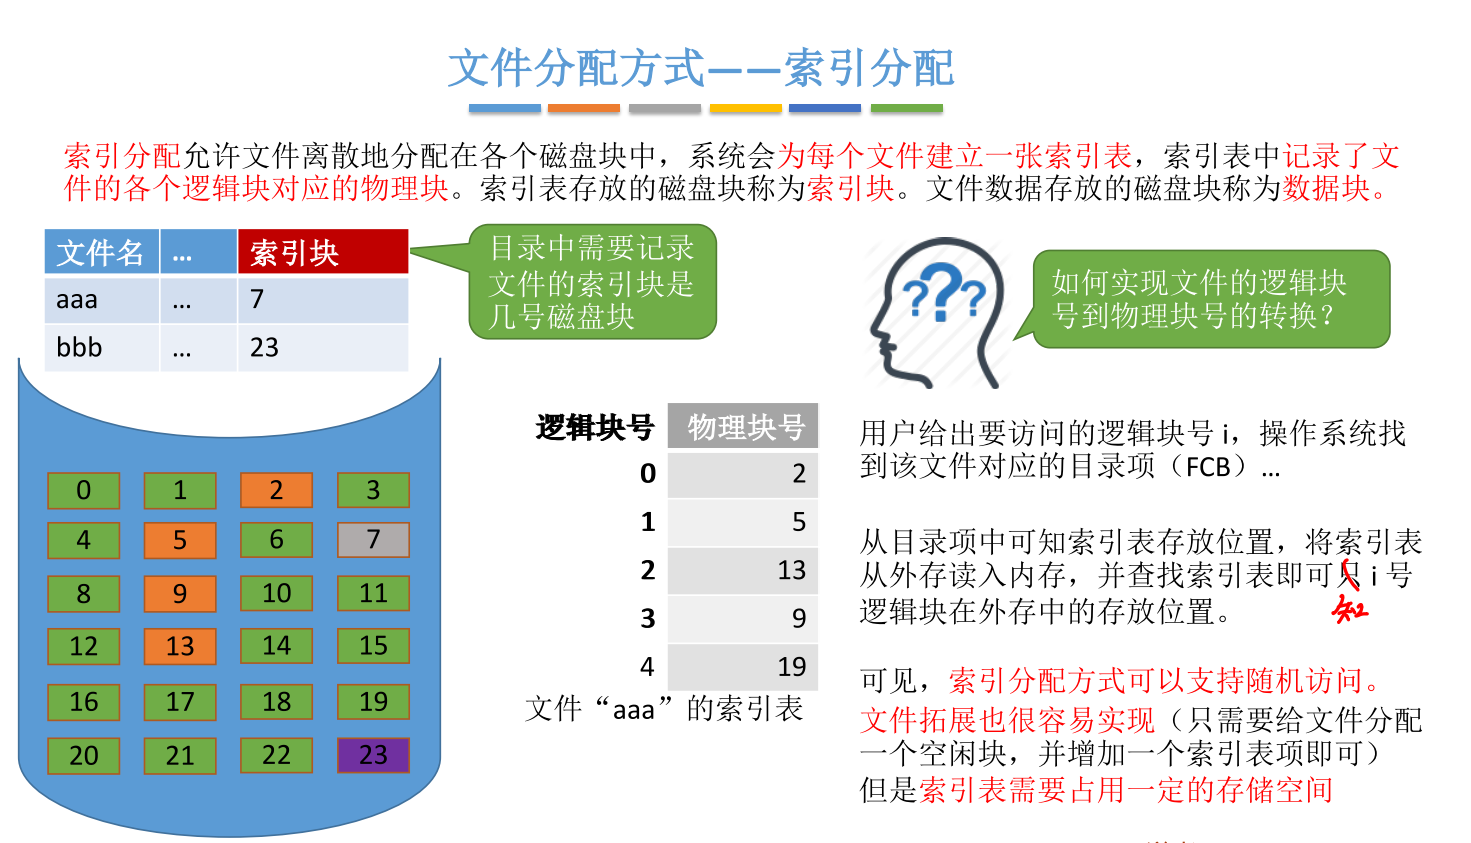 文件分配方式——索引分配
索引分配允许文件离散地分配在各个磁盘块中，系统会为每个文件建立一张索引表，索引表中记录了文
件的各个逻辑块对应的物理块。索引表存放的磁盘块称为索引块。文件数据存放的磁盘块称为数据块。
文件名 … 索引块
aaa … 7
bbb … 23
目录中需要记录
文件的索引块是
几号磁盘块
如何实现文件的逻辑块
号到物理块号的转换？
0 1 2 3
4 5 6 7
8 9 10 11
12 13 14 15
16 17 18 19
20 21 22 23
逻辑块号 物理块号
0 2
1 5
2 13
3 9
4 19
文件“aaa”的索引表
用户给出要访问的逻辑块号 i，操作系统找
到该文件对应的目录项（FCB）…
从目录项中可知索引表存放位置，将索引表
从外存读入内存，并查找索引表即可只 i 号
知
逻辑块在外存中的存放位置。
可见，索引分配方式可以支持随机访问。
文件拓展也很容易实现（只需要给文件分配
一个空闲块，并增加一个索引表项即可）
但是索引表需要占用一定的存储空间